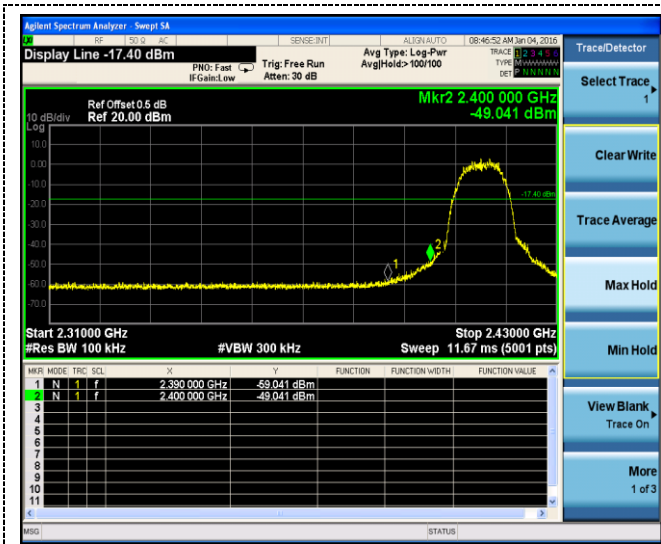 Agilent Spectrum Analyzer - Swept SA
RF 50 Ω AC SENSE:INT ALIGN AUTO 08:46:52 AM Jan 04, 2016
Display Line -17.40 dBm
PNO: Fast
IFGain:Low
Trig: Free Run
Atten: 30 dB
Avg Type: Log-Pwr
Avg|Hold:>100/100
TRACE 1 2 3 4 5 6
TYPE M
DET P N N N N N
Trace/Detector
Select Trace
1
Clear Write
Trace Average
Max Hold
Min Hold
View Blank
Trace On
More
1 of 3
Mkr2 2.400 000 GHz
-49.041 dBm
Ref Offset 0.5 dB
10 dB/div Ref 20.00 dBm
Log
10.0
0.00
-10.0
-17.40 dBm
-20.0
-30.0
-40.0
-50.0
-60.0
-70.0
1
2
Start 2.31000 GHz
Stop 2.43000 GHz
#Res BW 100 kHz
#VBW 300 kHz
Sweep 11.67 ms (5001 pts)
MKR MODE TRC SCL X Y FUNCTION FUNCTION WIDTH FUNCTION VALUE
1 N 1 f 2.390 000 GHz -59.041 dBm
2 N 1 f 2.400 000 GHz -49.041 dBm
3
4
5
6
7
8
9
10
11
MSG
STATUS